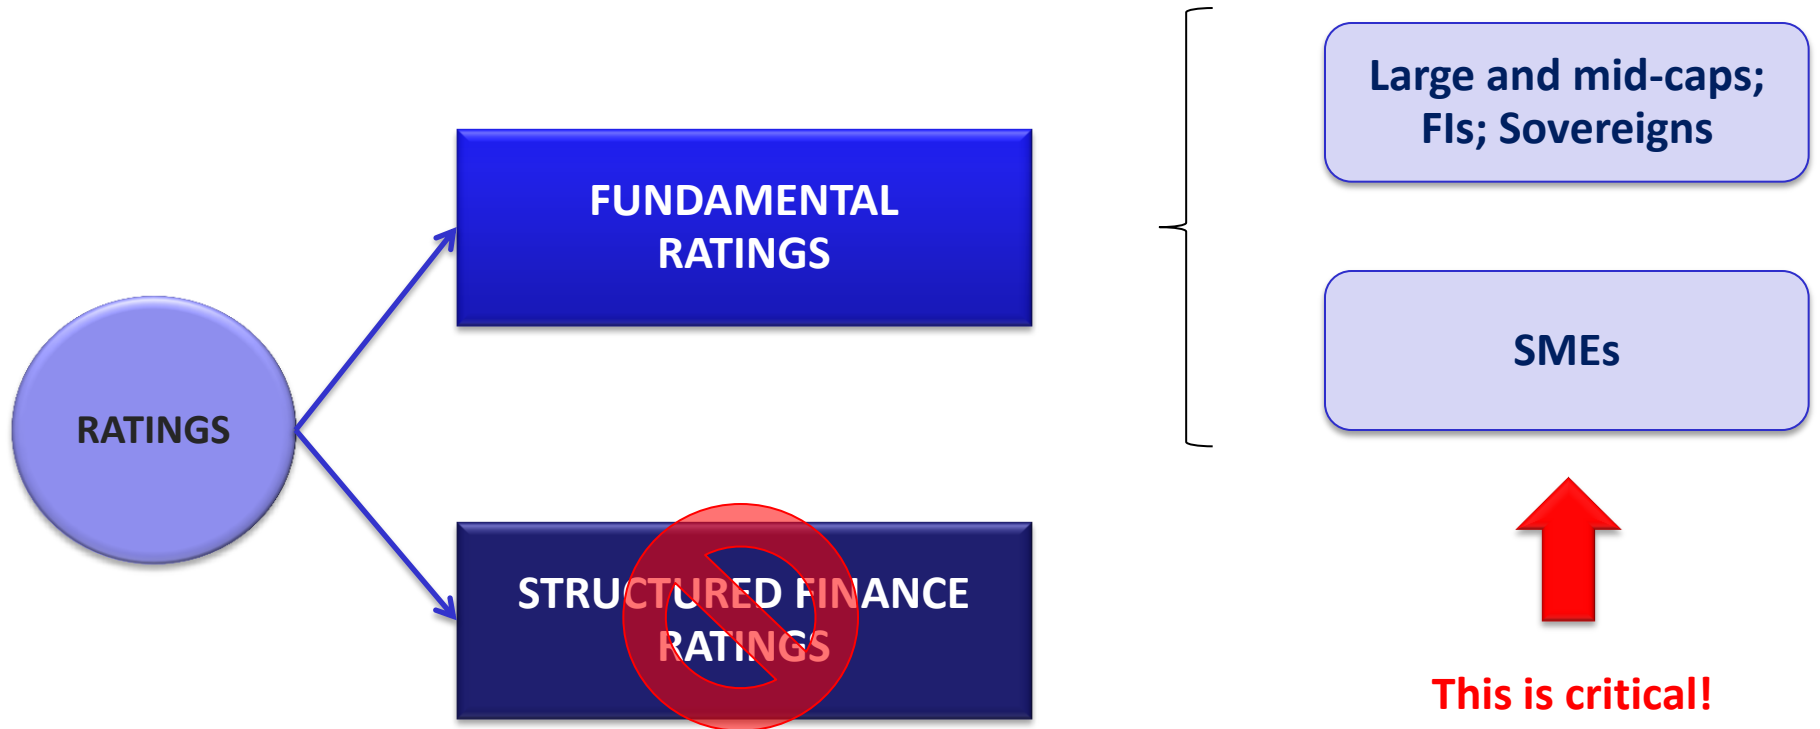 RATINGS
FUNDAMENTAL
RATINGS
STRUCTURED FINANCE
RATINGS
Large and mid-caps;
FIs; Sovereigns
SMEs
This is critical!